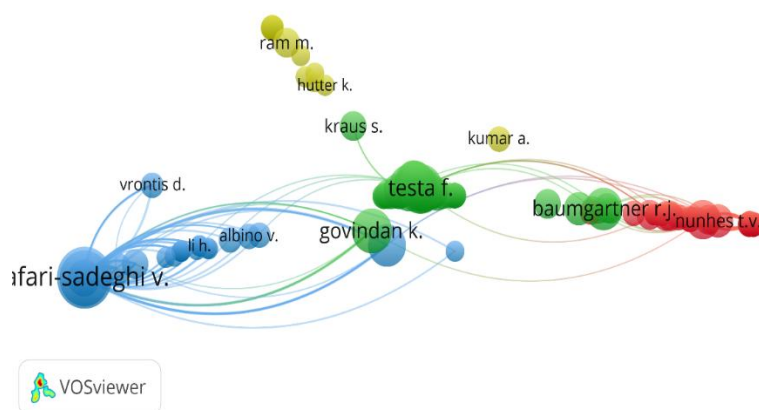 ram m.
hutter k.
kraus s.
kumar a.
vrontis d.
testa f.
baumgartner r.j.
nunhes t.v.
govindan k.
li h.
albino v.
afari-sadeghi v.
VOSviewer